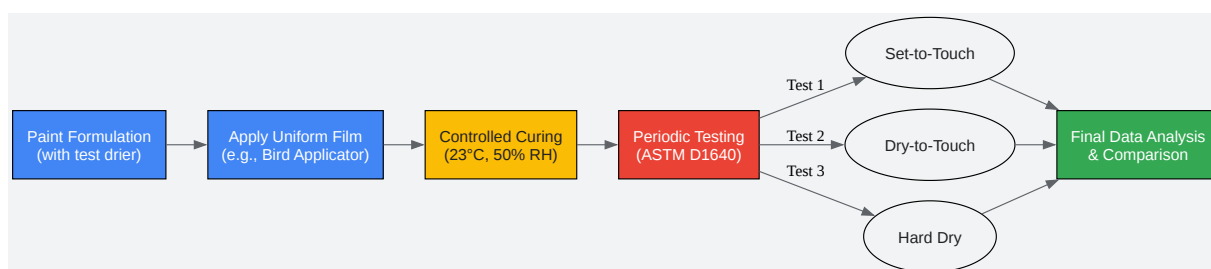 Paint Formulation
(with test drier)
Apply Uniform Film
(e.g., Bird Applicator)
Controlled Curing
(23°C, 50% RH)
Periodic Testing
(ASTM D1640)
Test 1
Test 2
Test 3
Set-to-Touch
Dry-to-Touch
Hard Dry
Final Data Analysis
& Comparison